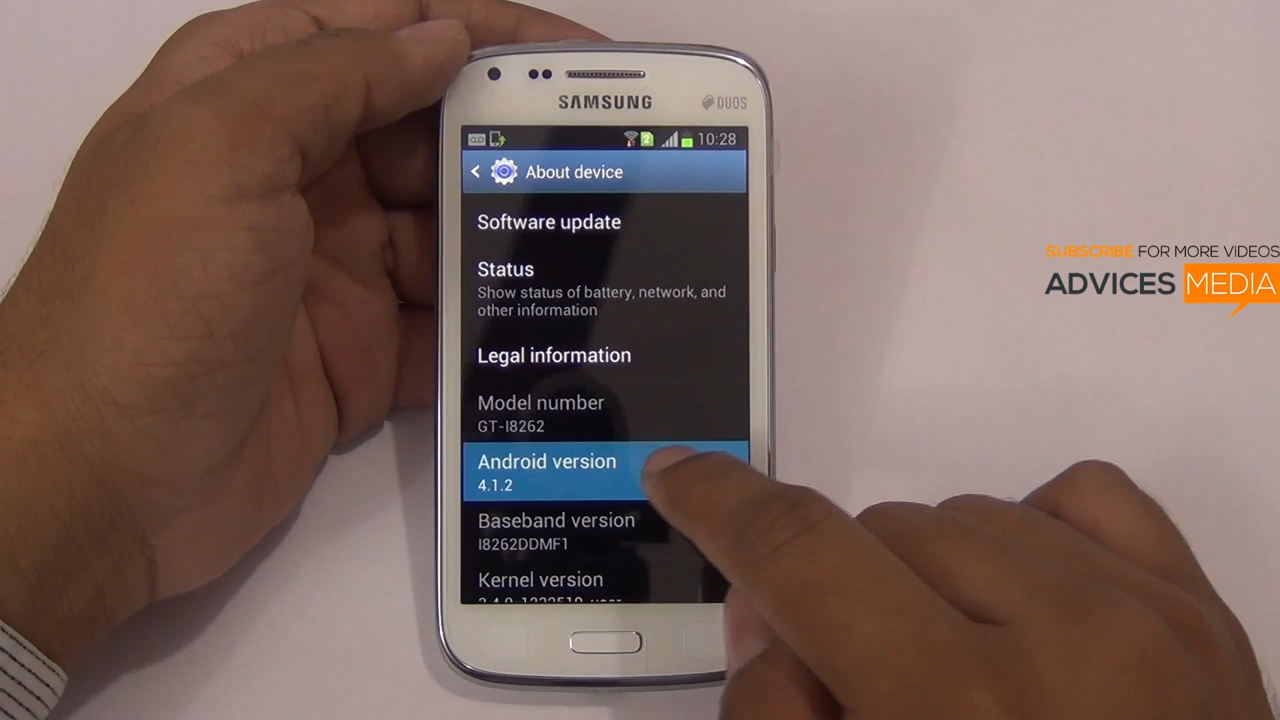 SAMSUNG
DUOS
2 10:28
About device
Software update
Status
Show status of battery, network, and
other information
Legal information
Model number
GT-I8262
Android version
4.1.2
Baseband version
I8262DDMF1
Kernel version
SUBSCRIBE FOR MORE VIDEOS
ADVICES MEDIA